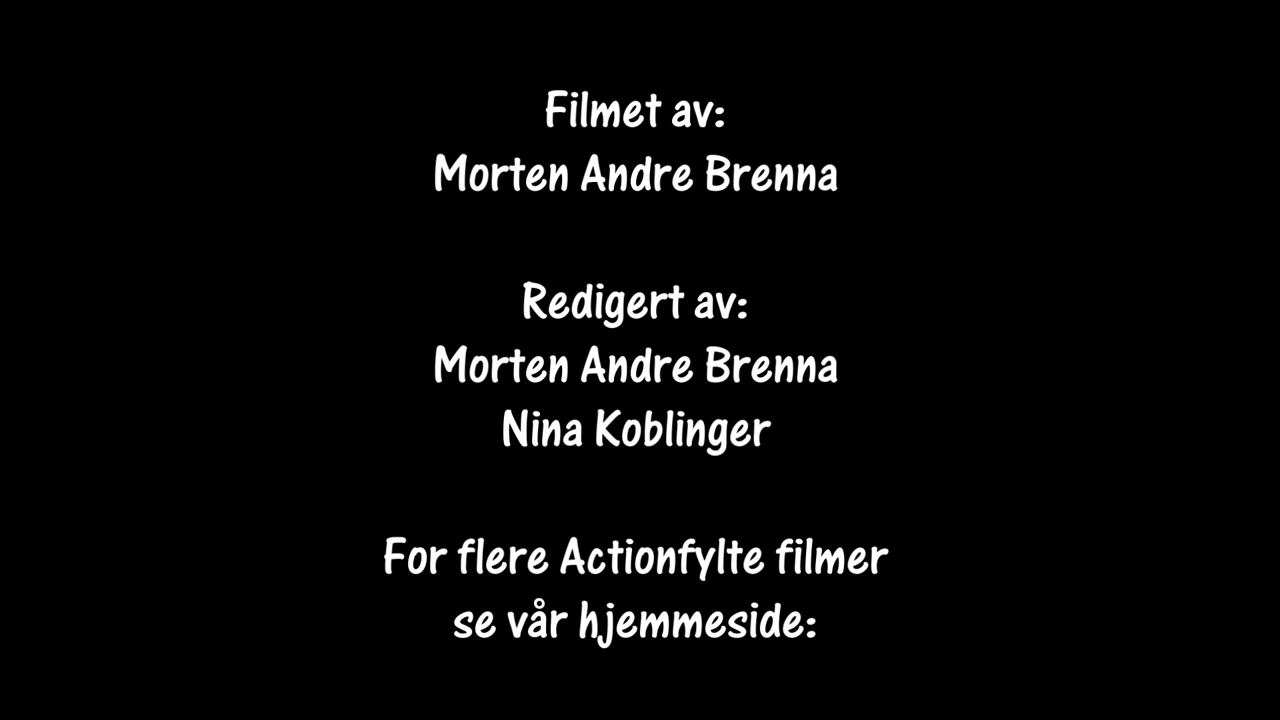 Filmet av:
Morten Andre Brenna
Redigert av:
Morten Andre Brenna
Nina Koblinger
For flere Actionfylte filmer
se vår hjemmeside: